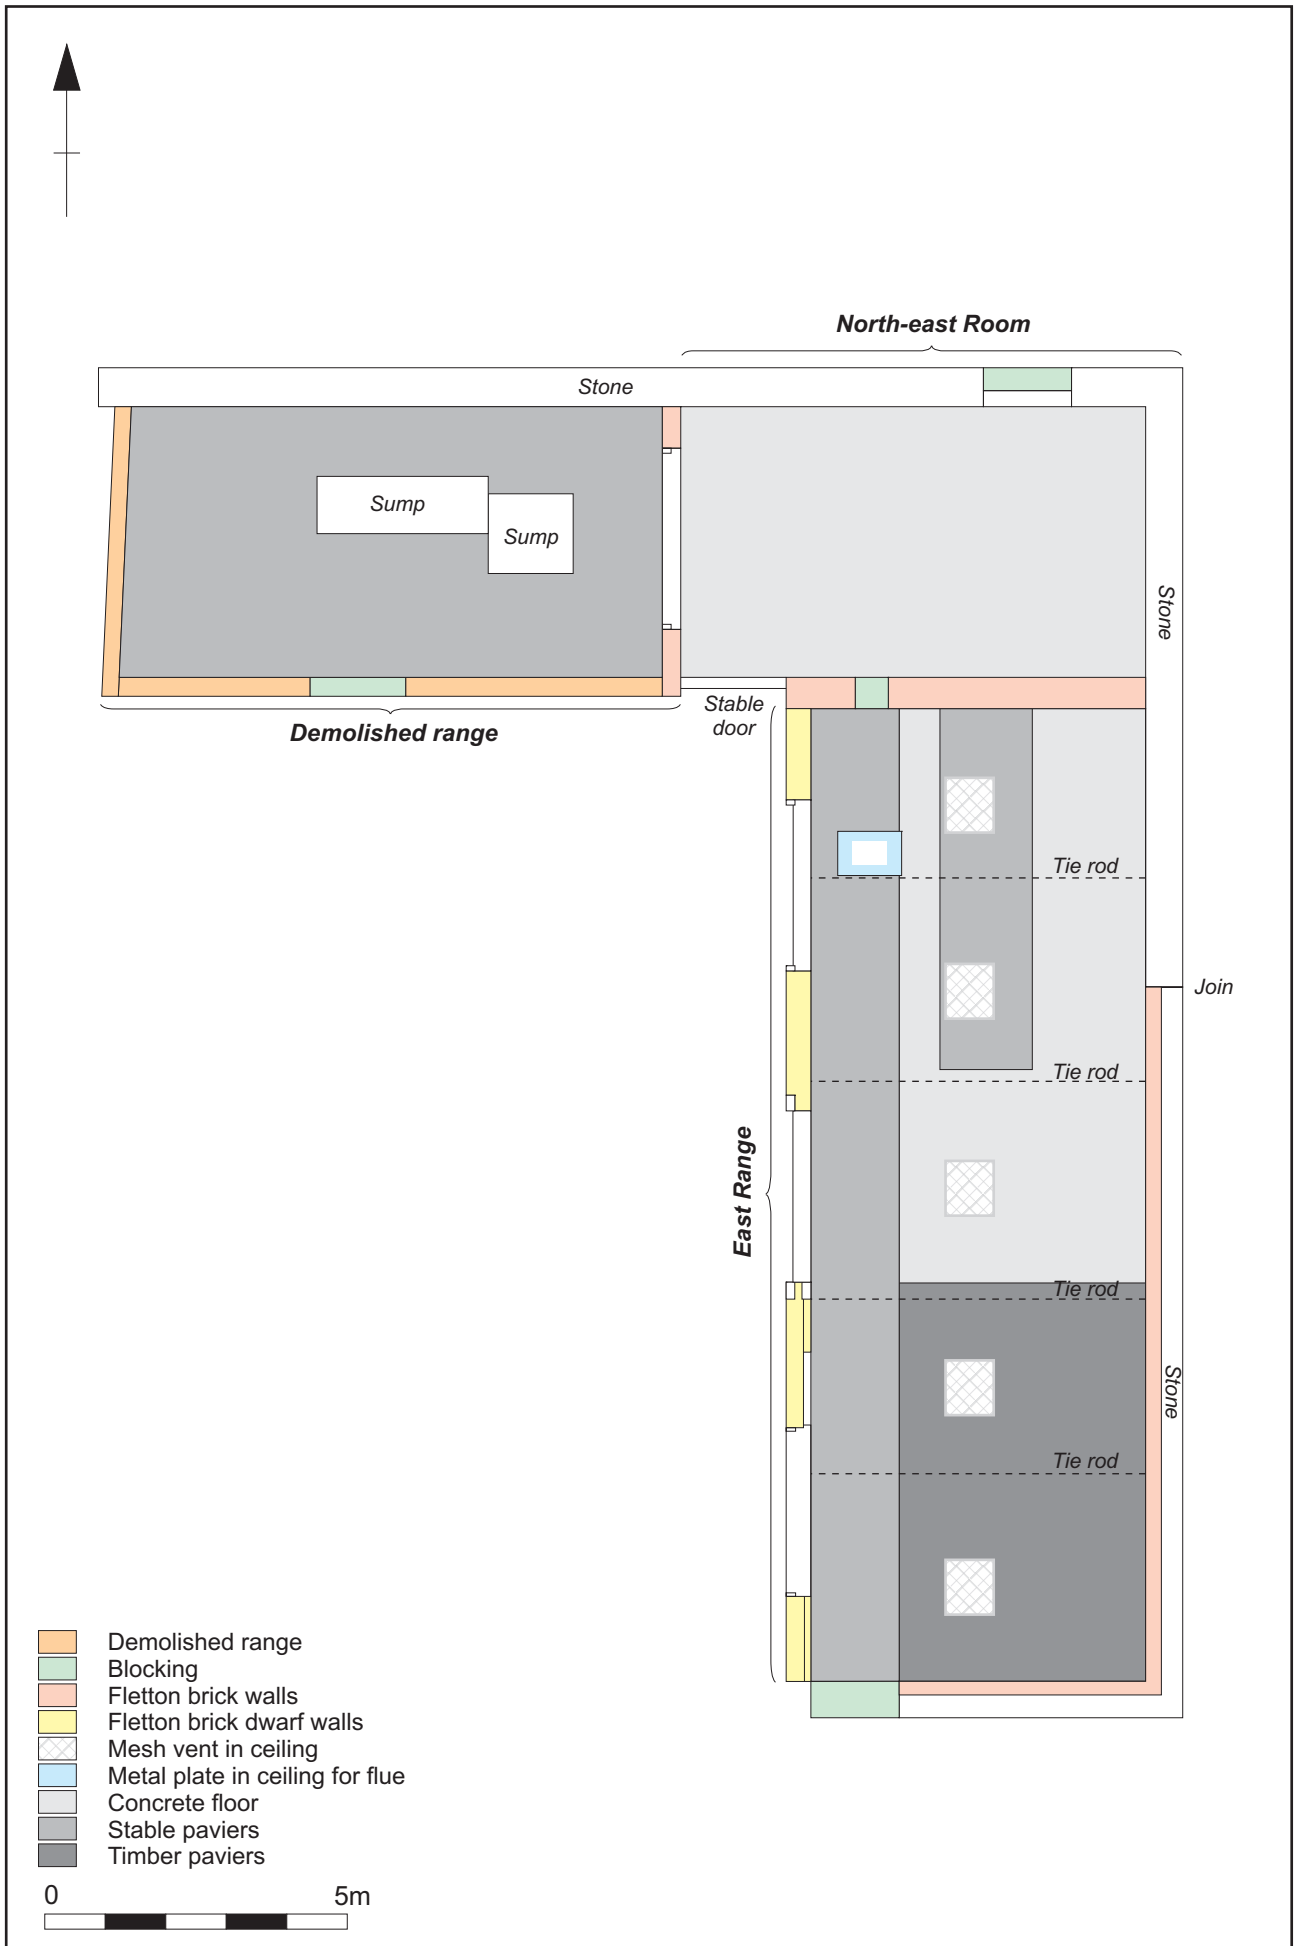 North-east Room
Stone
Sump
Sump
Stone
Stable
door
Demolished range
Tie rod
Join
Tie rod
East Range
Tie rod
Stone
Tie rod
Demolished range
Blocking
Fletton brick walls
Fletton brick dwarf walls
Mesh vent in ceiling
Metal plate in ceiling for flue
Concrete floor
Stable paviers
Timber paviers
0 5m